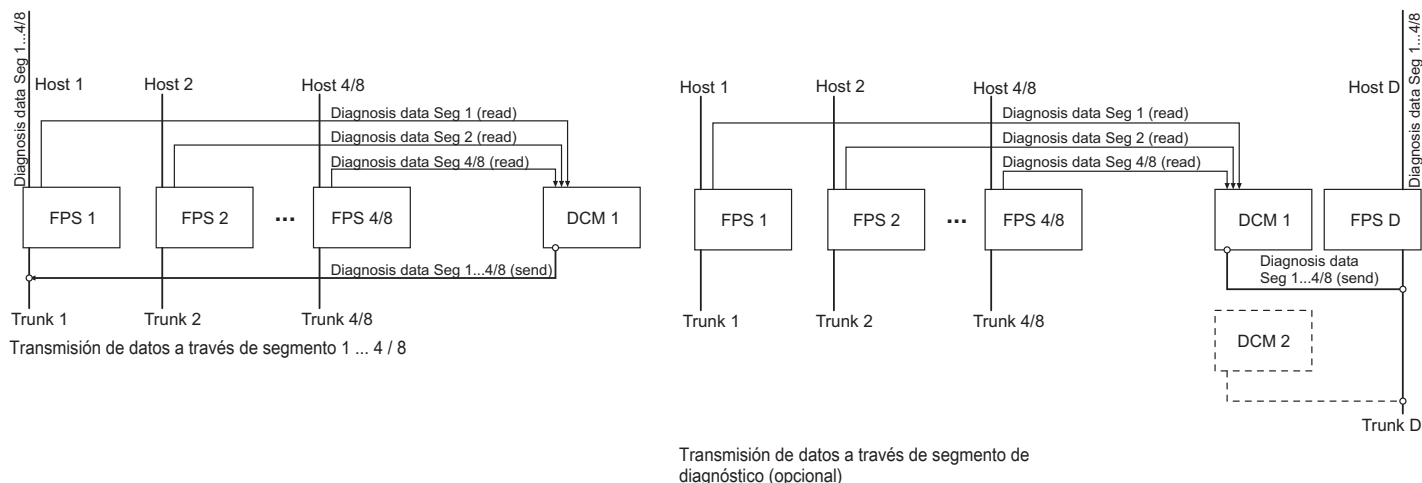 Diagnosis data Seg 1...4/8
Host 1
Host 2
Host 4/8
Diagnosis data Seg 1 (read)
Diagnosis data Seg 2 (read)
Diagnosis data Seg 4/8 (read)
FPS 1
FPS 2
...
FPS 4/8
DCM 1
Diagnosis data Seg 1...4/8 (send)
Trunk 1
Trunk 2
Trunk 4/8
Transmisión de datos a través de segmento 1 ... 4 / 8
Host 1
Host 2
Host 4/8
Host D
Diagnosis data Seg 1...4/8
Diagnosis data Seg 1 (read)
Diagnosis data Seg 2 (read)
Diagnosis data Seg 4/8 (read)
FPS 1
FPS 2
...
FPS 4/8
DCM 1
FPS D
Diagnosis data
Seg 1...4/8 (send)
Trunk 1
Trunk 2
Trunk 4/8
DCM 2
Trunk D
Transmisión de datos a través de segmento de
diagnóstico (opcional)